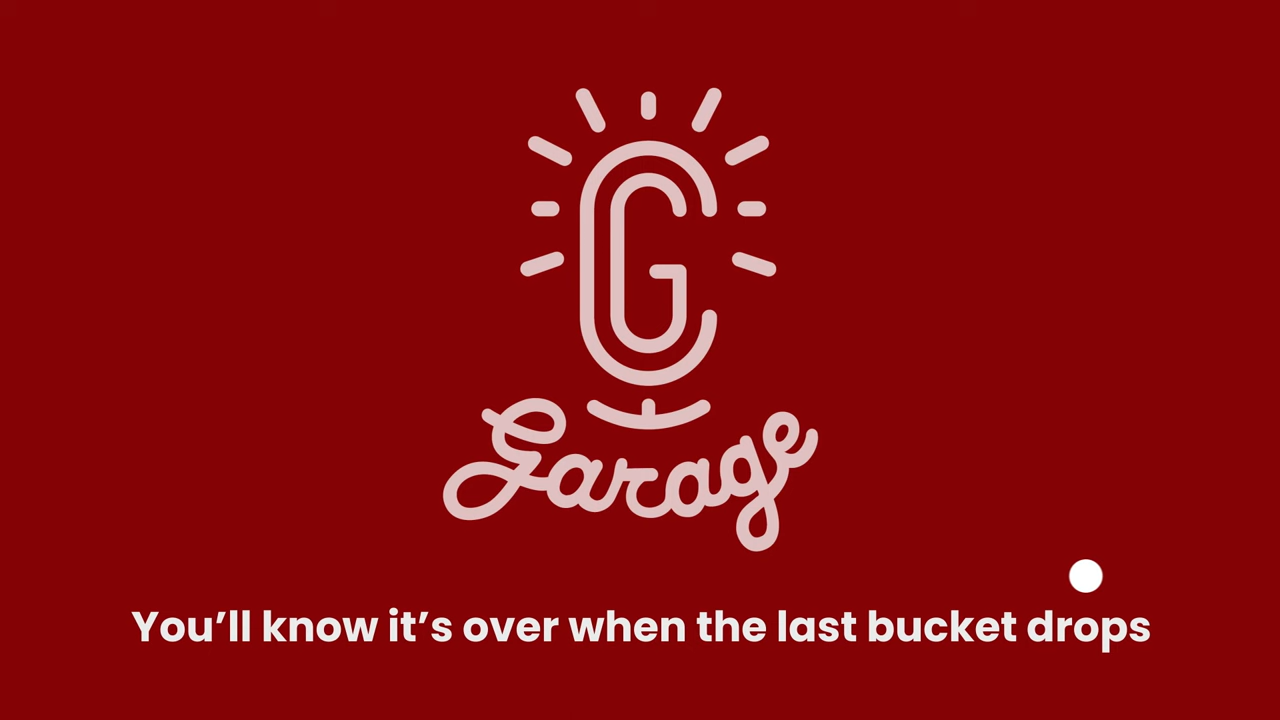 G
Garage
You’ll know it’s over when the last bucket drops